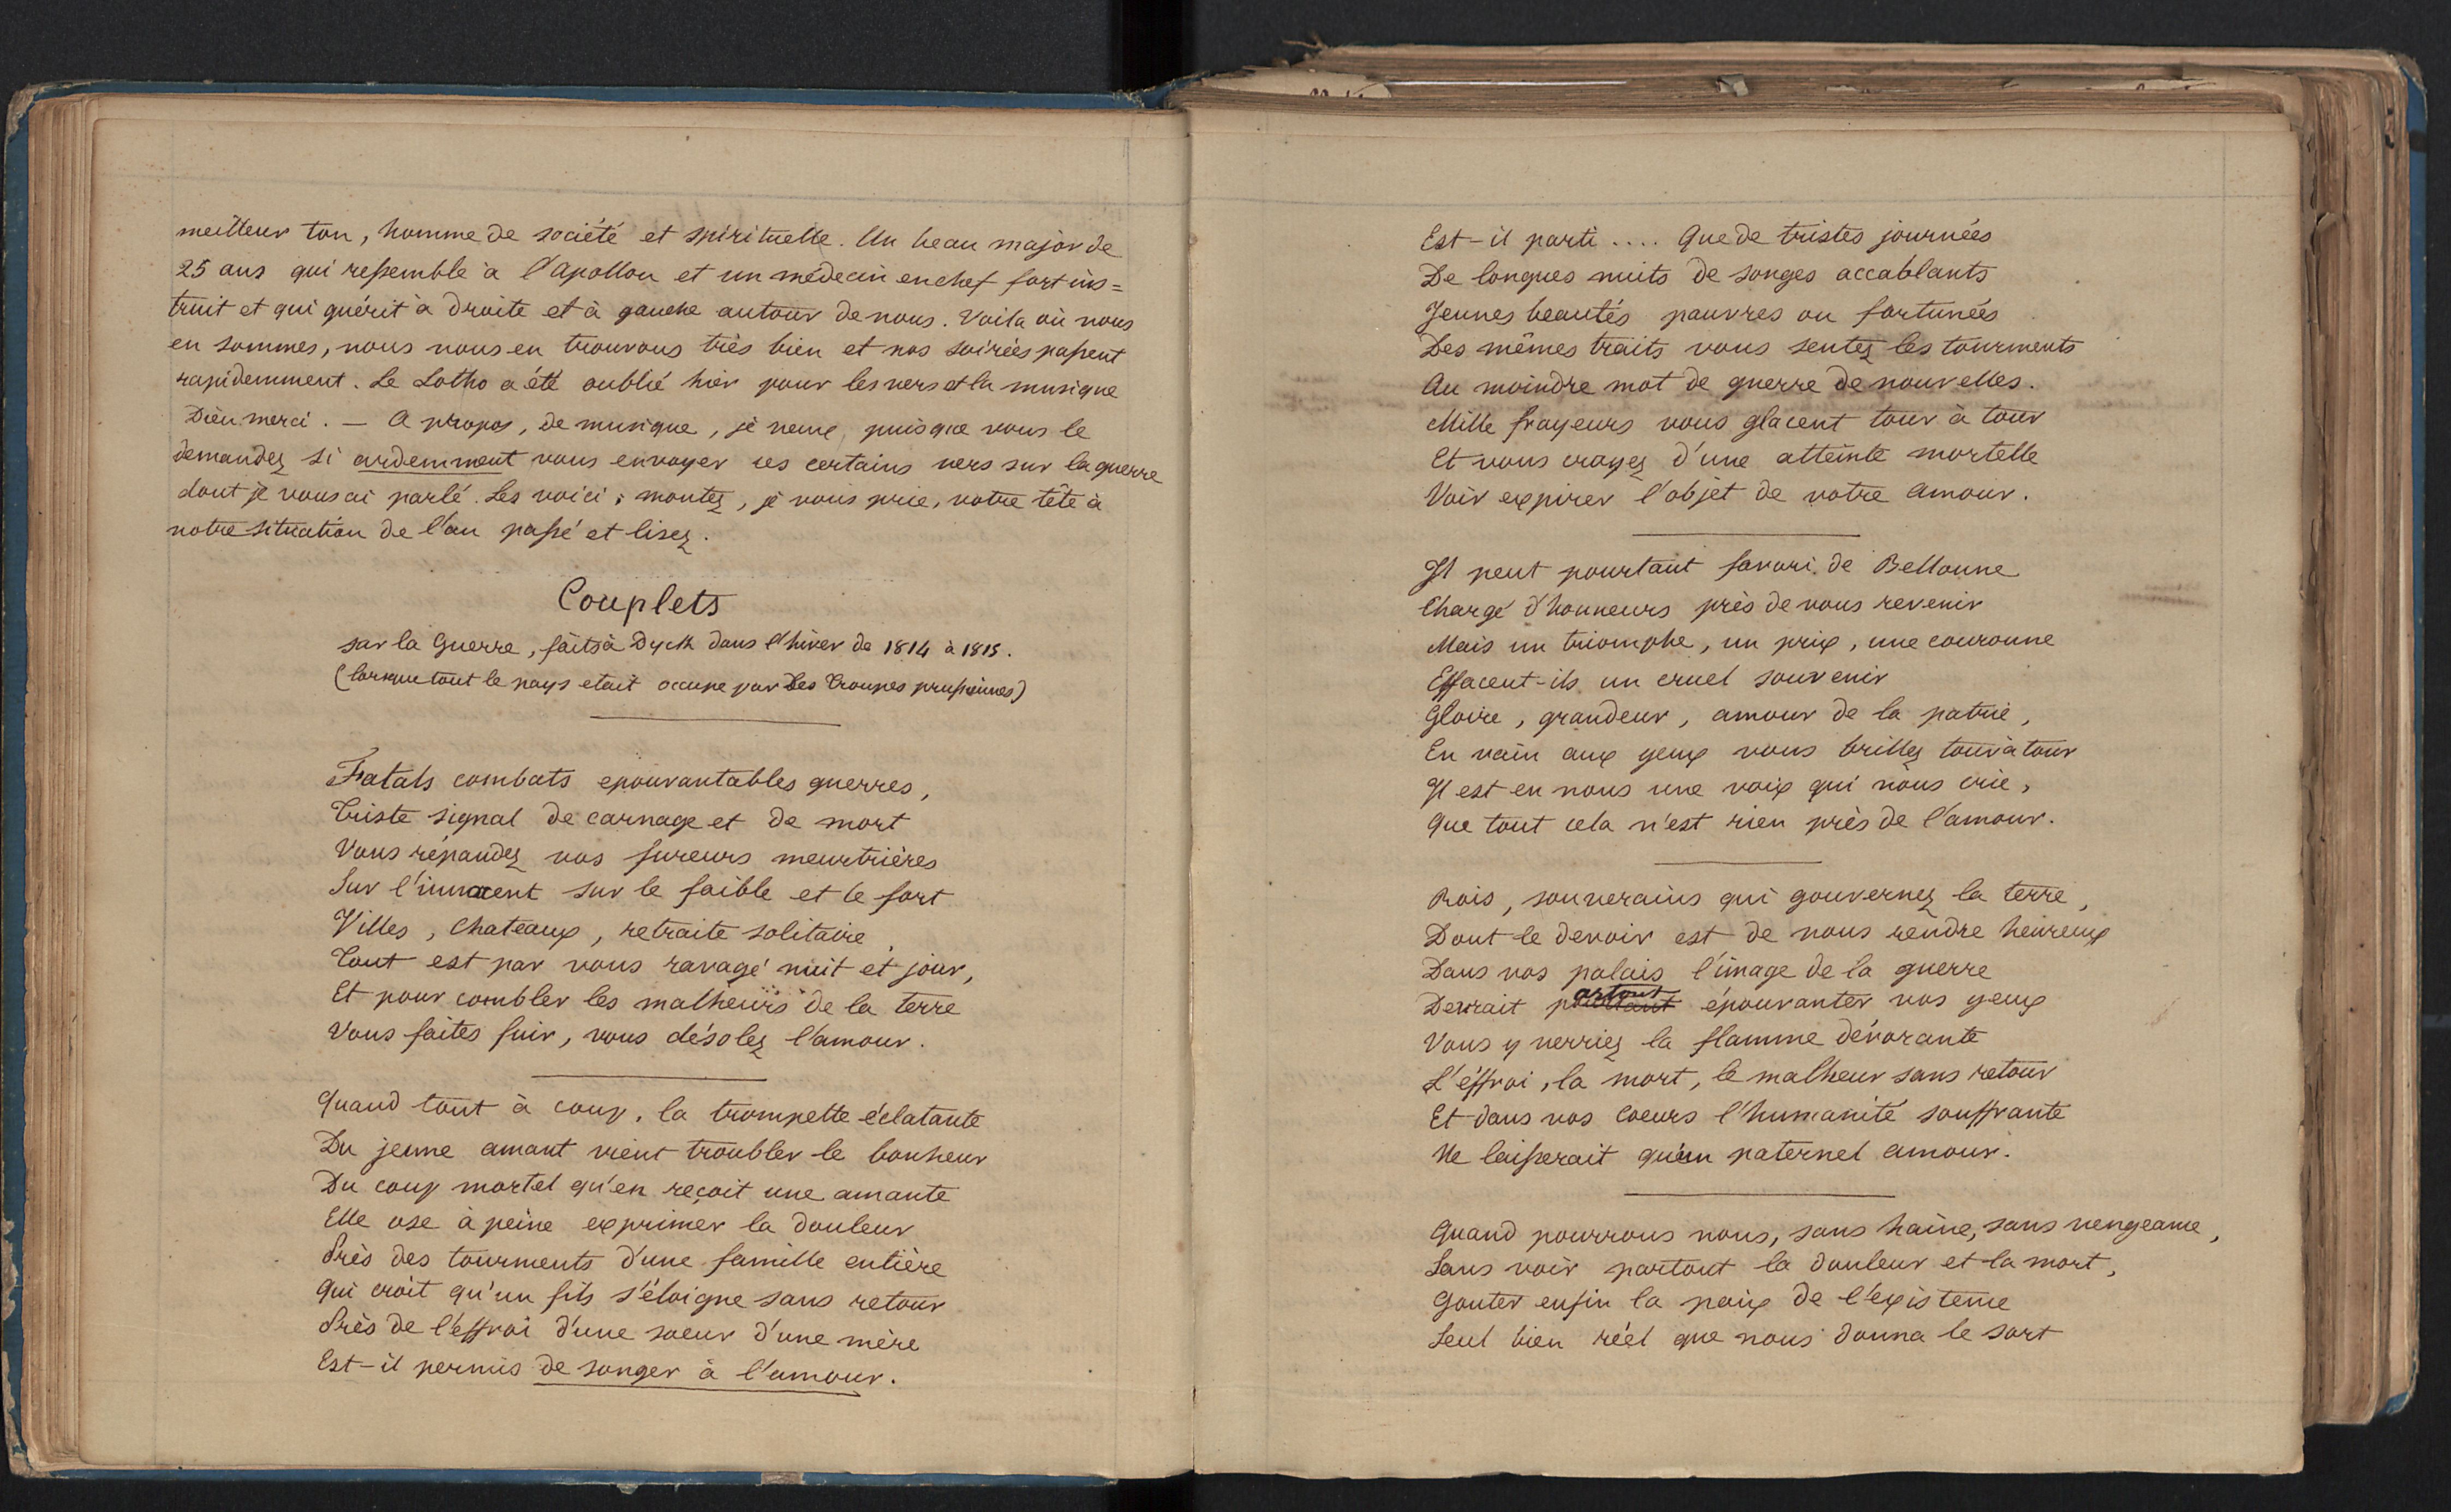 meilleur ton, homme de société et spirituelle. Un beau major de
25 ans qui ressemble à l'Apollon et un médecin en chef fort ins=
truit et qui guérit à droite et à gauche autour de nous. Voila où nous
en sommes, nous nous en trouvons très bien et nos soirées passent
rapidemment. Le Lotho a été oublié hier pour les vers et la musique
Dieu merci. — A propos, de musique, je veux, puisque vous le
demandez si ardemment vous envoyer ces certains vers sur la guerre
dont je vous ai parlé. Les voici; montez, je vous prie, votre tête à
notre situation de l'an passé et lisez.
Couplets
sur la Guerre, faits à Dyck dans l'hiver de 1814 à 1815.
(lorsque tout le pays etait occupe par des troupes prussiennes)
Fatals combats epouvantables guerres,
Triste signal de carnage et de mort
Vous répandez vos fureurs meurtrières
Sur l'innocent sur le faible et le fort
Villes, Chateaux, retraite solitaire,
Tout est par vous ravagé nuit et jour,
Et pour combler les malheurs de la terre
Vous faites fuir, vous désolez l'amour.
Quand tout à coup, la trompette éclatante
Du jeune amant vient troubler le bonheur
Du coup mortel qu'en reçoit une amante
Elle ose à peine exprimer la douleur
Près des tourments d'une famille entière
Qui croit qu'un fils s'éloigne sans retour
Près de l'effroi d'une soeur d'une mère
Est-il permis de songer à l'amour.
Est-il parti .... Que de tristes journées
De longues nuits de songes accablants
Jeunes beautés pauvres ou fortunées
Des mêmes traits vous sentez les tourments
Au moindre mot de guerre de nouvelles.
Mille frayeurs vous glacent tour à tour
Et vous croyez d'une atteinte mortelle
Voir expirer l'objet de votre amour.
Il peut pourtant favori de Bellonne
Chargé d'honneurs près de vous revenir
Mais un triomphe, un prix, une couronne
Effacent-ils un cruel souvenir
Gloire, grandeur, amour de la patrie,
En vain aux yeux vous brillez tour à tour
Il est en nous une voix qui nous crie,
Que tout cela n'est rien près de l'amour.
Rois, souverains qui gouvernez la terre,
Dont le devoir est de nous rendre heureux
Dans vos palais l'image de la guerre
Devrait partout épouvanter vos yeux
Vous y verriez la flamme dévorante
L'éffroi, la mort, le malheur sans retour
Et dans vos coeurs l'humanité souffrante
Ne laisserait qu'un paternel amour.
Quand pourrons nous, sans haine, sans vengeance,
Sans voir partout la douleur et la mort,
Gouter enfin la paix de l'existence
Seul bien réel que nous donna le sort